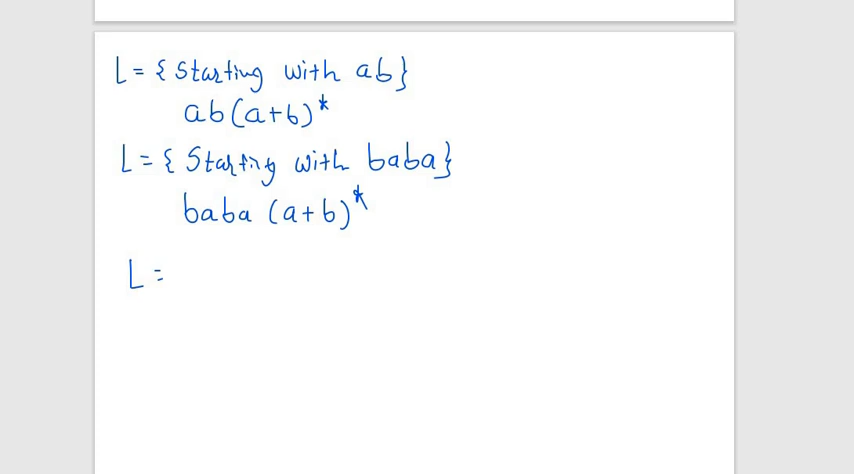 L = { Starting with ab}
ab(a+b)*
L = { Starting with baba}
baba (a+b)*
L =